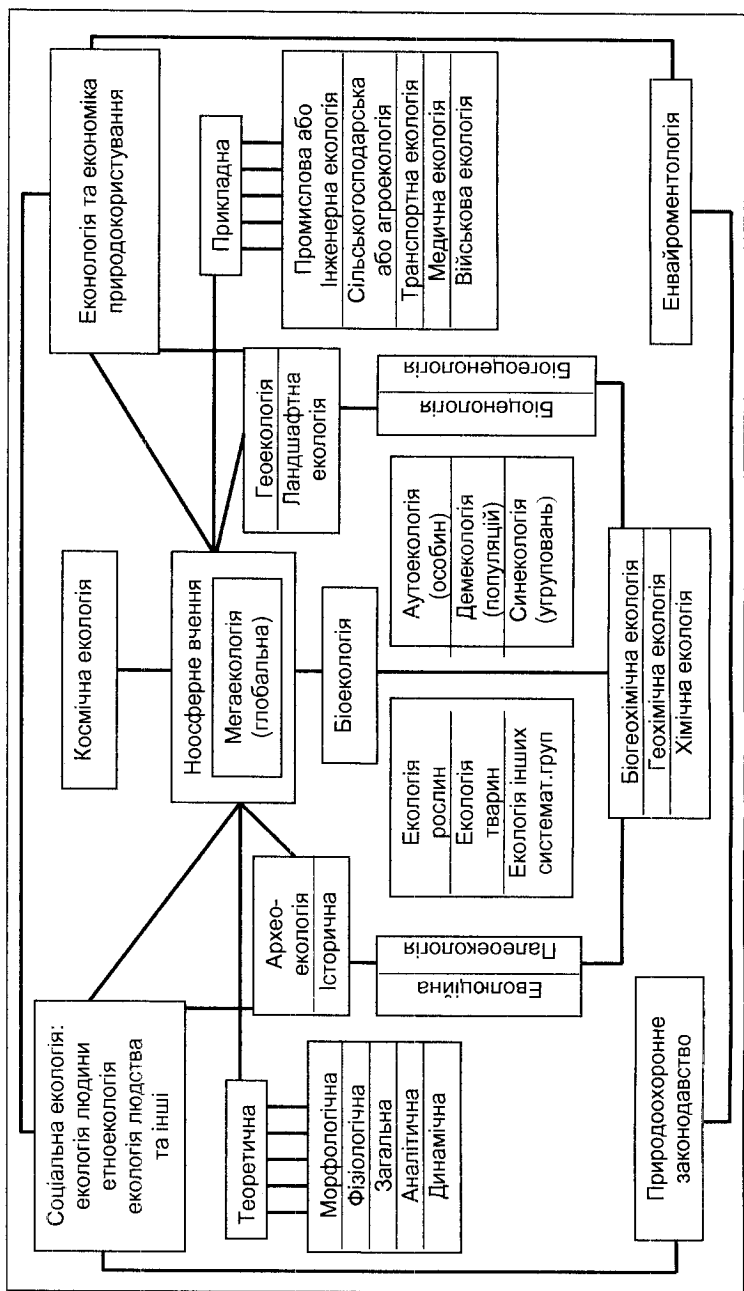 Соціальна екологія:
екологія людини
етноекологія
екологія людства
та інші
Космічна екологія
Еконологія та економіка
природокористування
Ноосферне вчення
Мегаекологія
(глобальна)
Теоретична
Морфологічна
Фізіологічна
Загальна
Аналітична
Динамічна
Архео-
екологія
Історична
Еволюційна
Палеоекологія
Біоекологія
Екологія
рослин
Екологія
тварин
Екологія інших
системат.груп
Аутоекологія
(особин)
Демекологія
(популяцій)
Синекологія
(угруповань)
Геоекологія
Ландшафтна
екологія
Біоценологія
Біогеоценологія
Прикладна
Промислова або
Інженерна екологія
Сільськогосподарська
або агроекологія
Транспортна екологія
Медична екологія
Військова екологія
Природоохоронне
законодавство
Біогеохімічна екологія
Геохімічна екологія
Хімічна екологія
Енвайроментологія